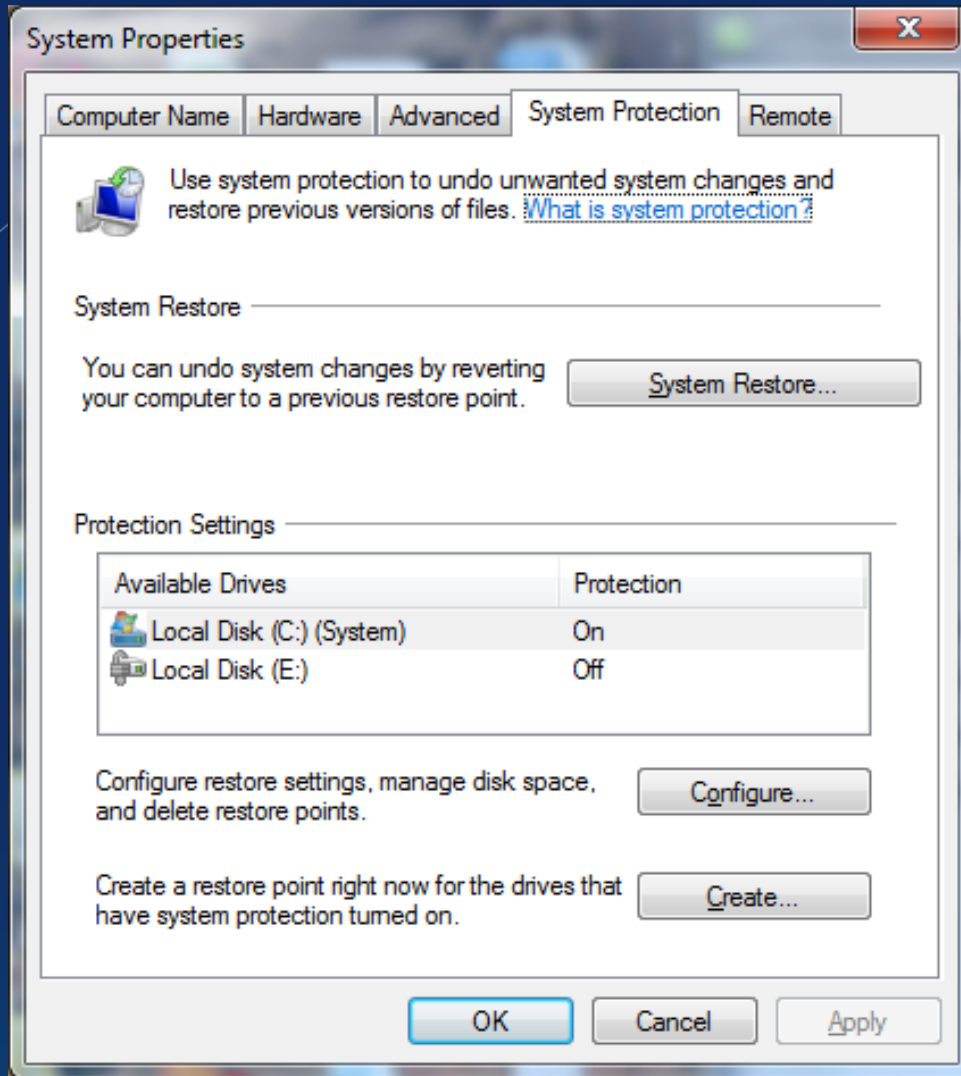 System Properties
Computer Name
Hardware
Advanced
System Protection
Remote
Use system protection to undo unwanted system changes and
restore previous versions of files. What is system protection?
System Restore
You can undo system changes by reverting
your computer to a previous restore point.
System Restore...
Protection Settings
Available Drives
Protection
Local Disk (C:) (System)
On
Local Disk (E:)
Off
Configure restore settings, manage disk space,
and delete restore points.
Configure...
Create a restore point right now for the drives that
have system protection turned on.
Create...
OK
Cancel
Apply